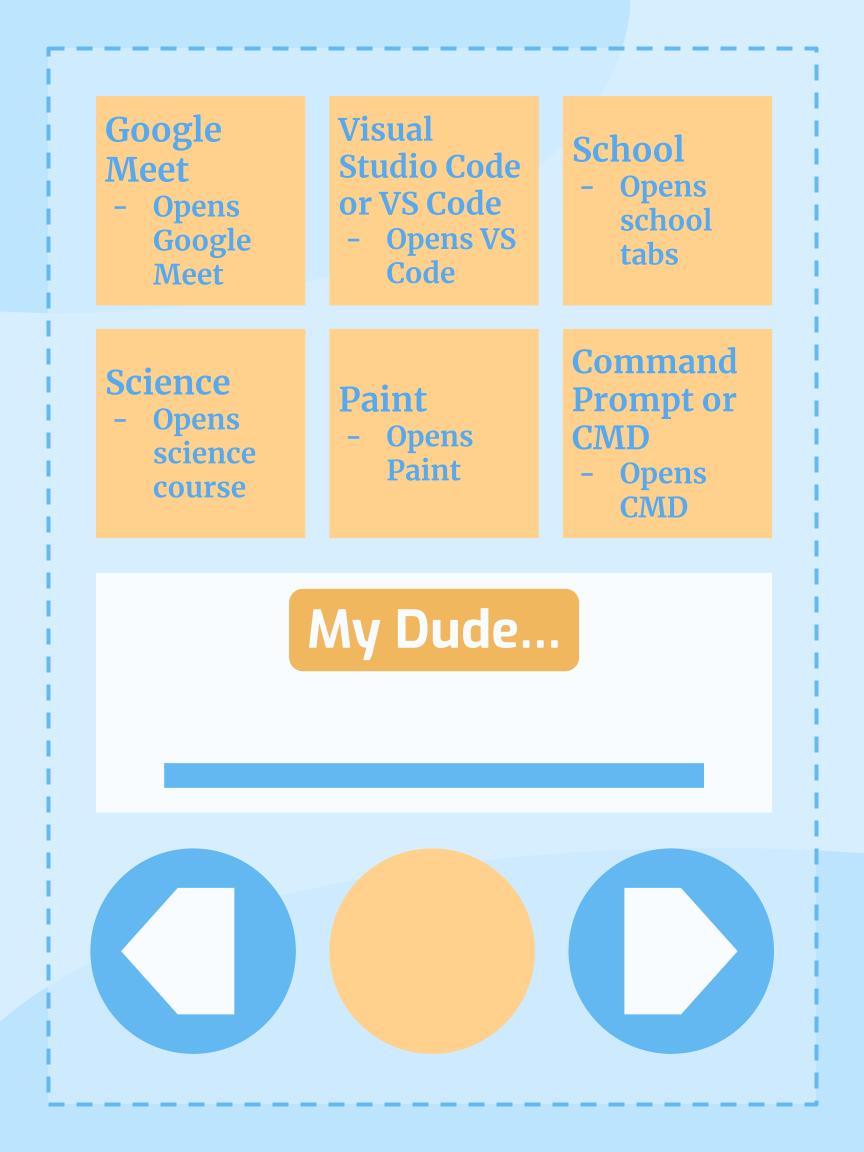 Google
Meet
- Opens
Google
Meet
Visual
Studio Code
or VS Code
- Opens VS
Code
School
- Opens
school
tabs
Science
- Opens
science
course
Paint
- Opens
Paint
Command
Prompt or
CMD
- Opens
CMD
My Dude...